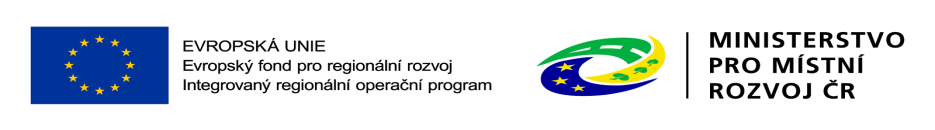 EVROPSKÁ UNIE
Evropský fond pro regionální rozvoj
Integrovaný regionální operační program
MINISTERSTVO
PRO MÍSTNÍ
ROZVOJ ČR